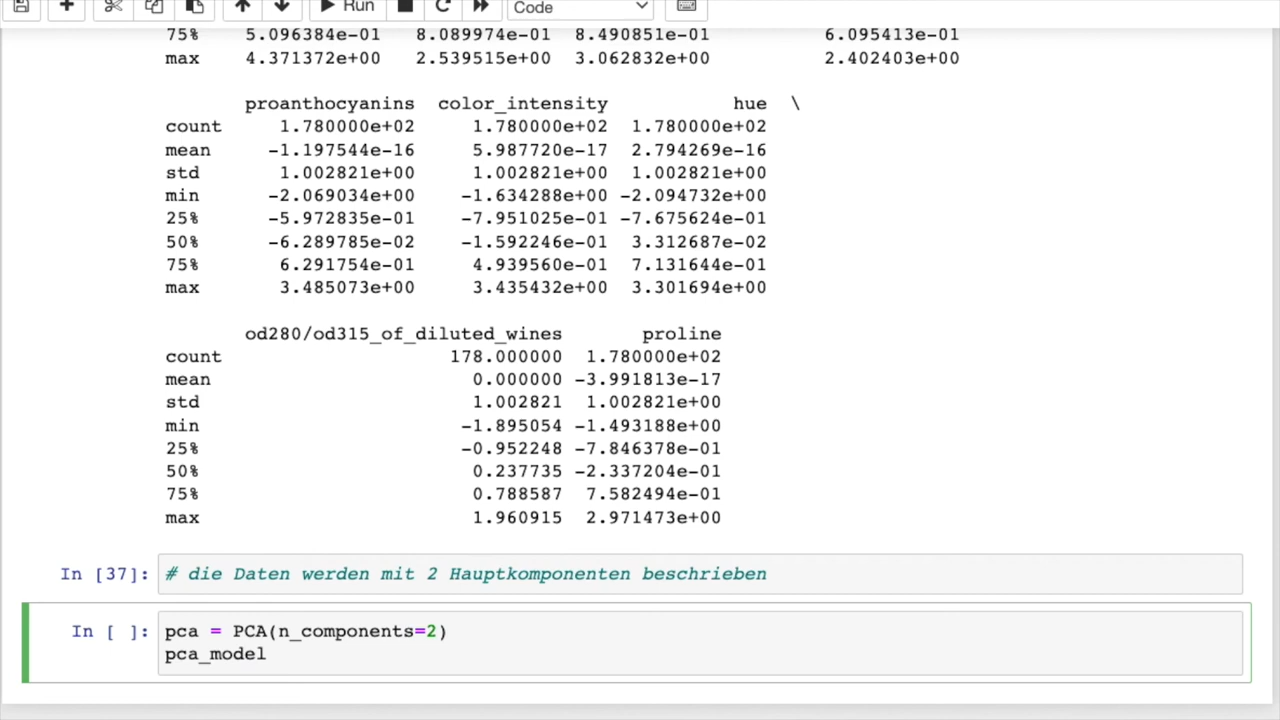 Run Code
75% 5.096384e-01 8.089974e-01 8.490851e-01 6.095413e-01
max 4.371372e+00 2.539515e+00 3.062832e+00 2.402403e+00
proanthocyanins color_intensity hue \
count 1.780000e+02 1.780000e+02 1.780000e+02
mean -1.197544e-16 5.987720e-17 2.794269e-16
std 1.002821e+00 1.002821e+00 1.002821e+00
min -2.069034e+00 -1.634288e+00 -2.094732e+00
25% -5.972835e-01 -7.951025e-01 -7.675624e-01
50% -6.289785e-02 -1.592246e-01 3.312687e-02
75% 6.291754e-01 4.939560e-01 7.131644e-01
max 3.485073e+00 3.435432e+00 3.301694e+00
od280/od315_of_diluted_wines proline
count 178.000000 1.780000e+02
mean 0.000000 -3.991813e-17
std 1.002821 1.002821e+00
min -1.895054 -1.493188e+00
25% -0.952248 -7.846378e-01
50% 0.237735 -2.337204e-01
75% 0.788587 7.582494e-01
max 1.960915 2.971473e+00
In [37]: # die Daten werden mit 2 Hauptkomponenten beschrieben
In [ ]: pca = PCA(n_components=2)
pca_model